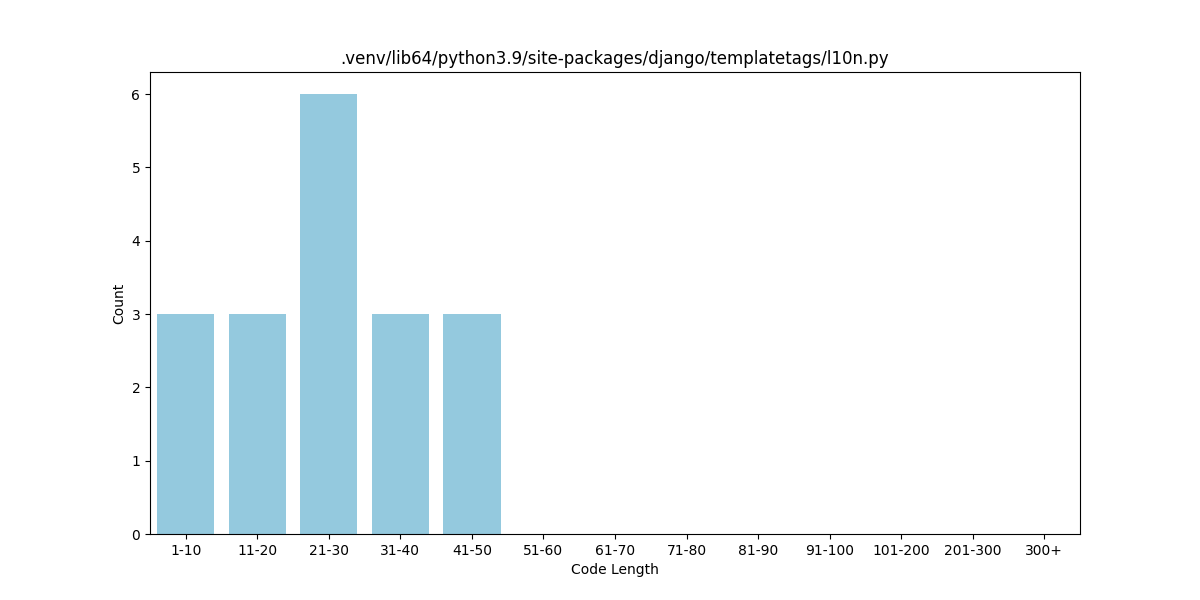 .venv/lib64/python3.9/site-packages/django/templatetags/l10n.py
6
5
4
3
2
1
0
Count
1-10 11-20 21-30 31-40 41-50 51-60 61-70 71-80 81-90 91-100 101-200 201-300 300+
Code Length